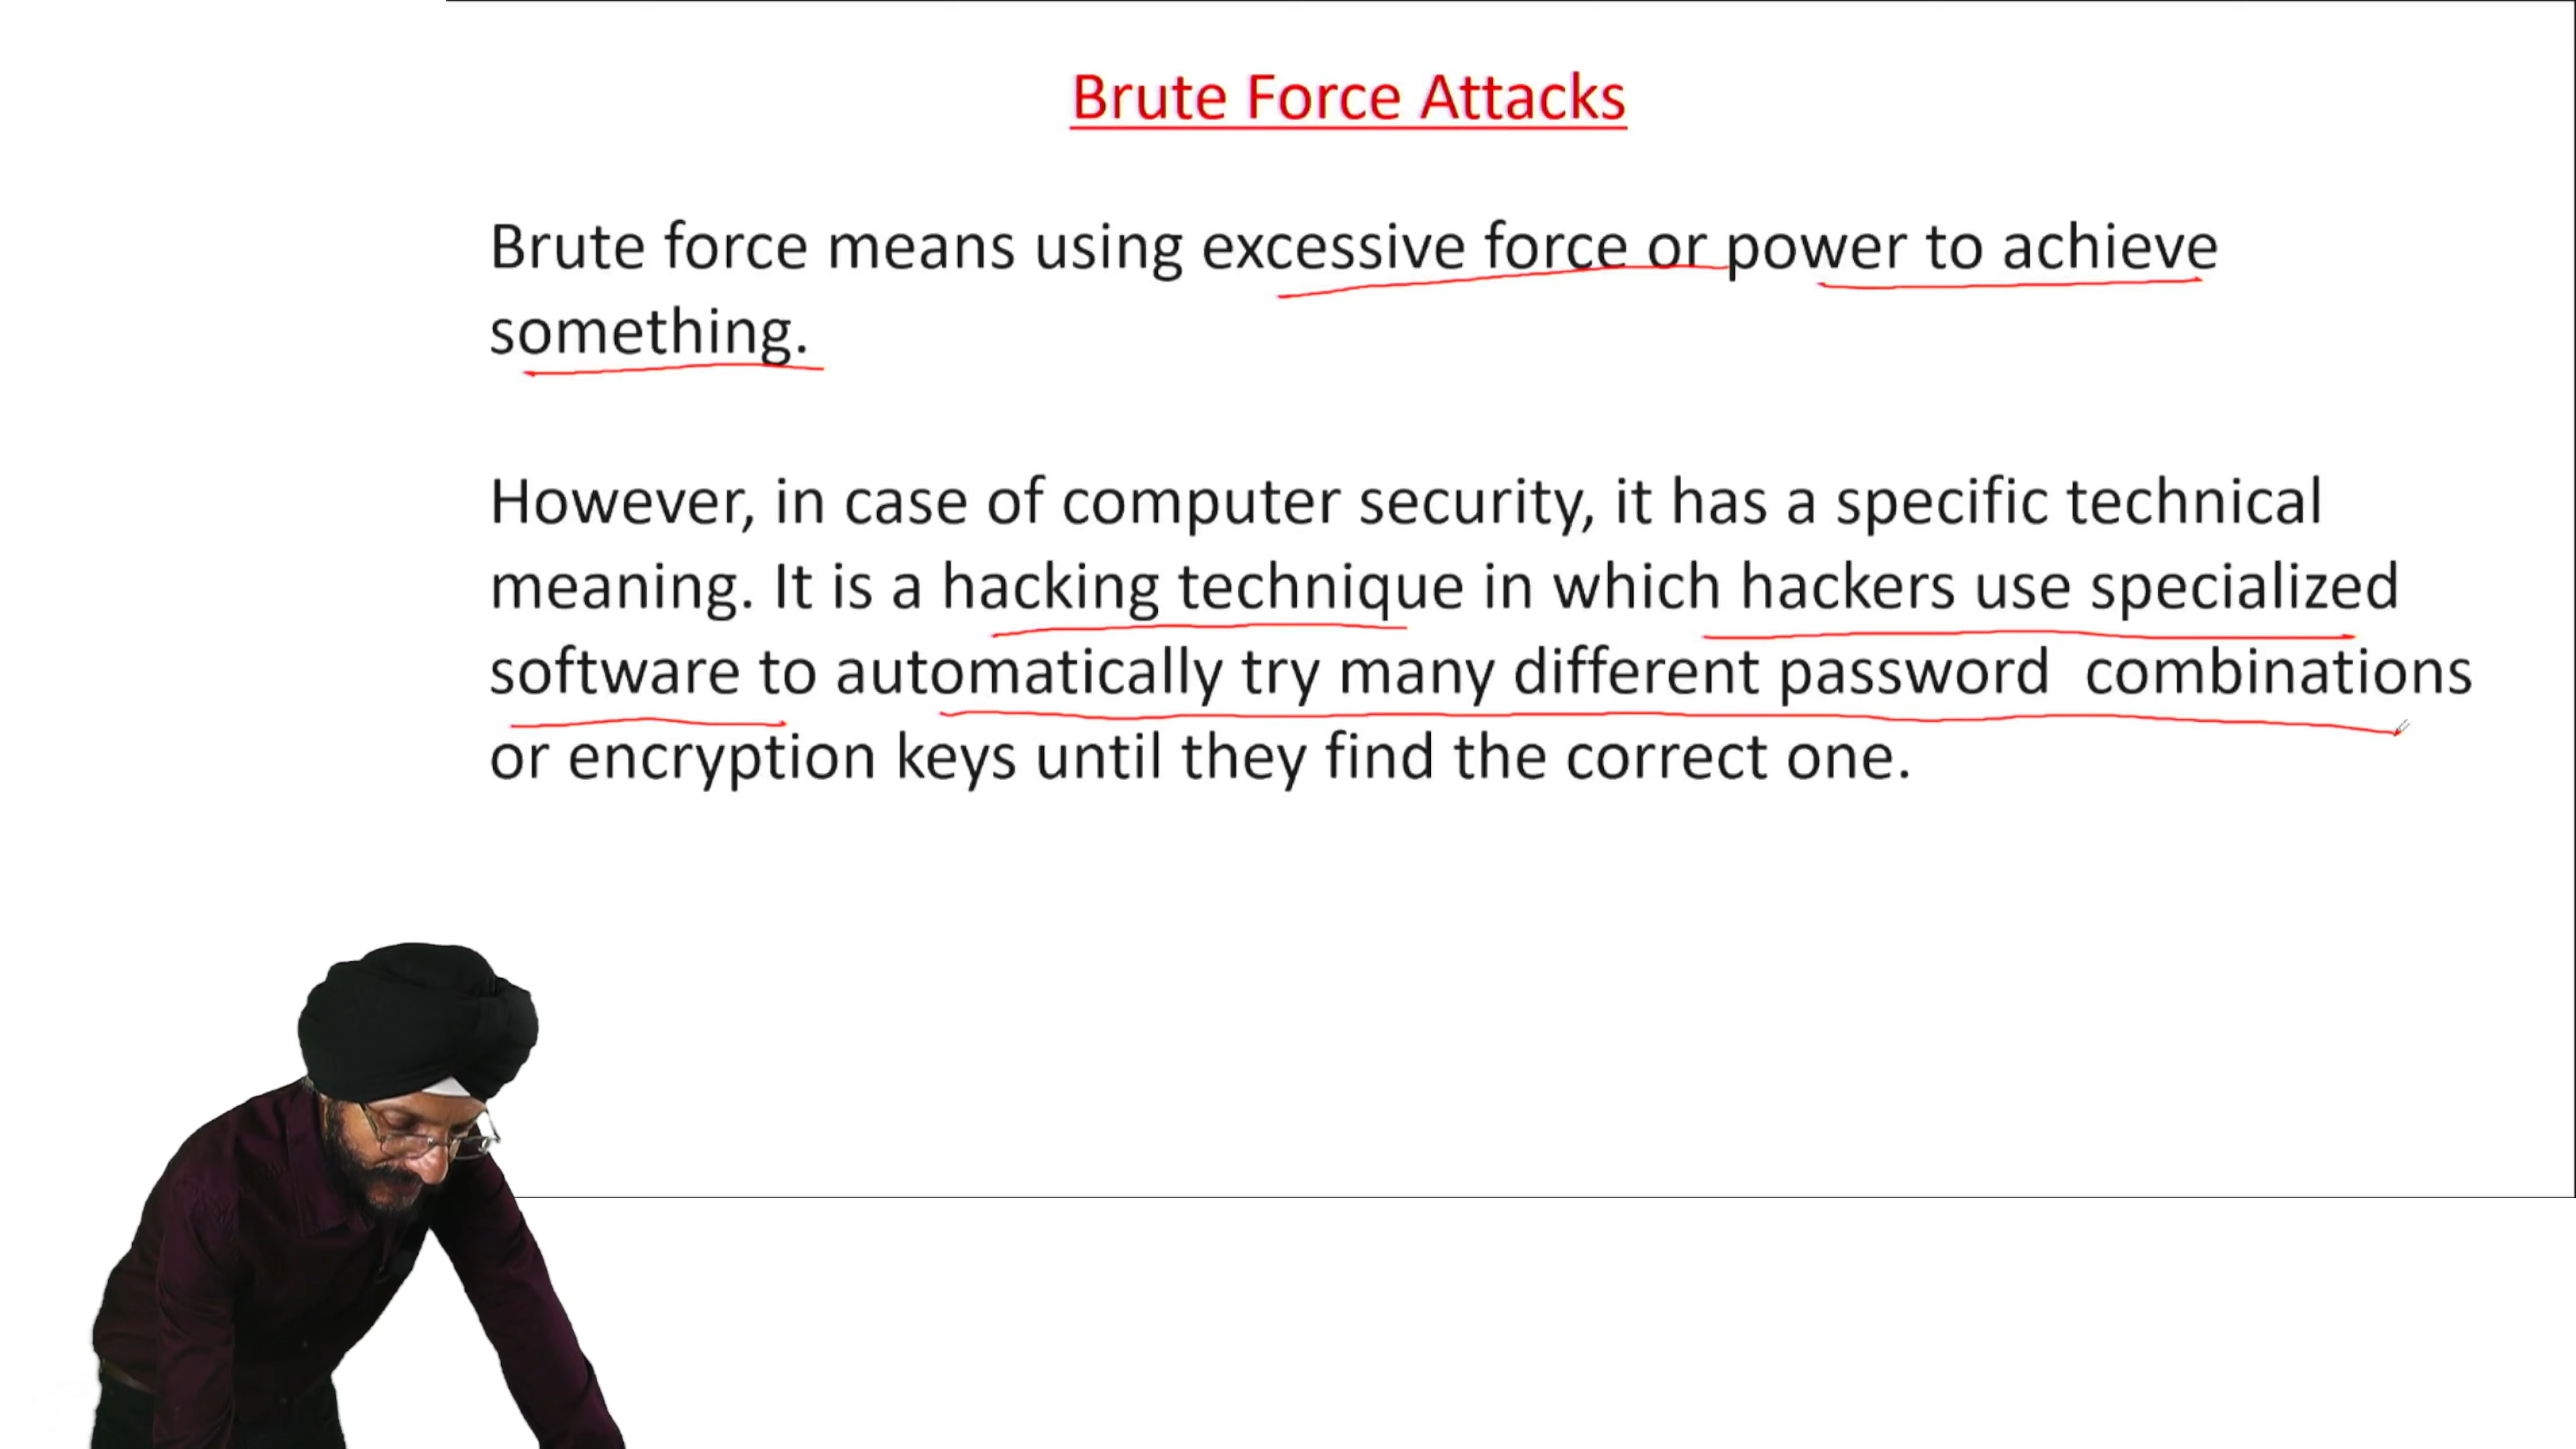 Brute Force Attacks
Brute force means using excessive force or power to achieve
something.
However, in case of computer security, it has a specific technical
meaning. It is a hacking technique in which hackers use specialized
software to automatically try many different password combinations
or encryption keys until they find the correct one.